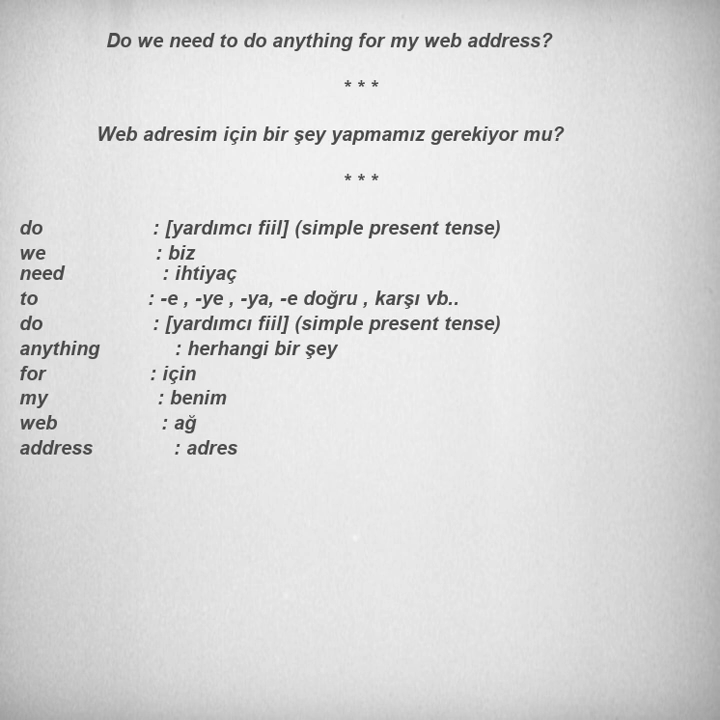 Do we need to do anything for my web address?
* * *
Web adresim için bir şey yapmamız gerekiyor mu?
* * *
do : [yardımcı fiil] (simple present tense)
we : biz
need : ihtiyaç
to : -e , -ye , -ya, -e doğru , karşı vb..
do : [yardımcı fiil] (simple present tense)
anything : herhangi bir şey
for : için
my : benim
web : ağ
address : adres